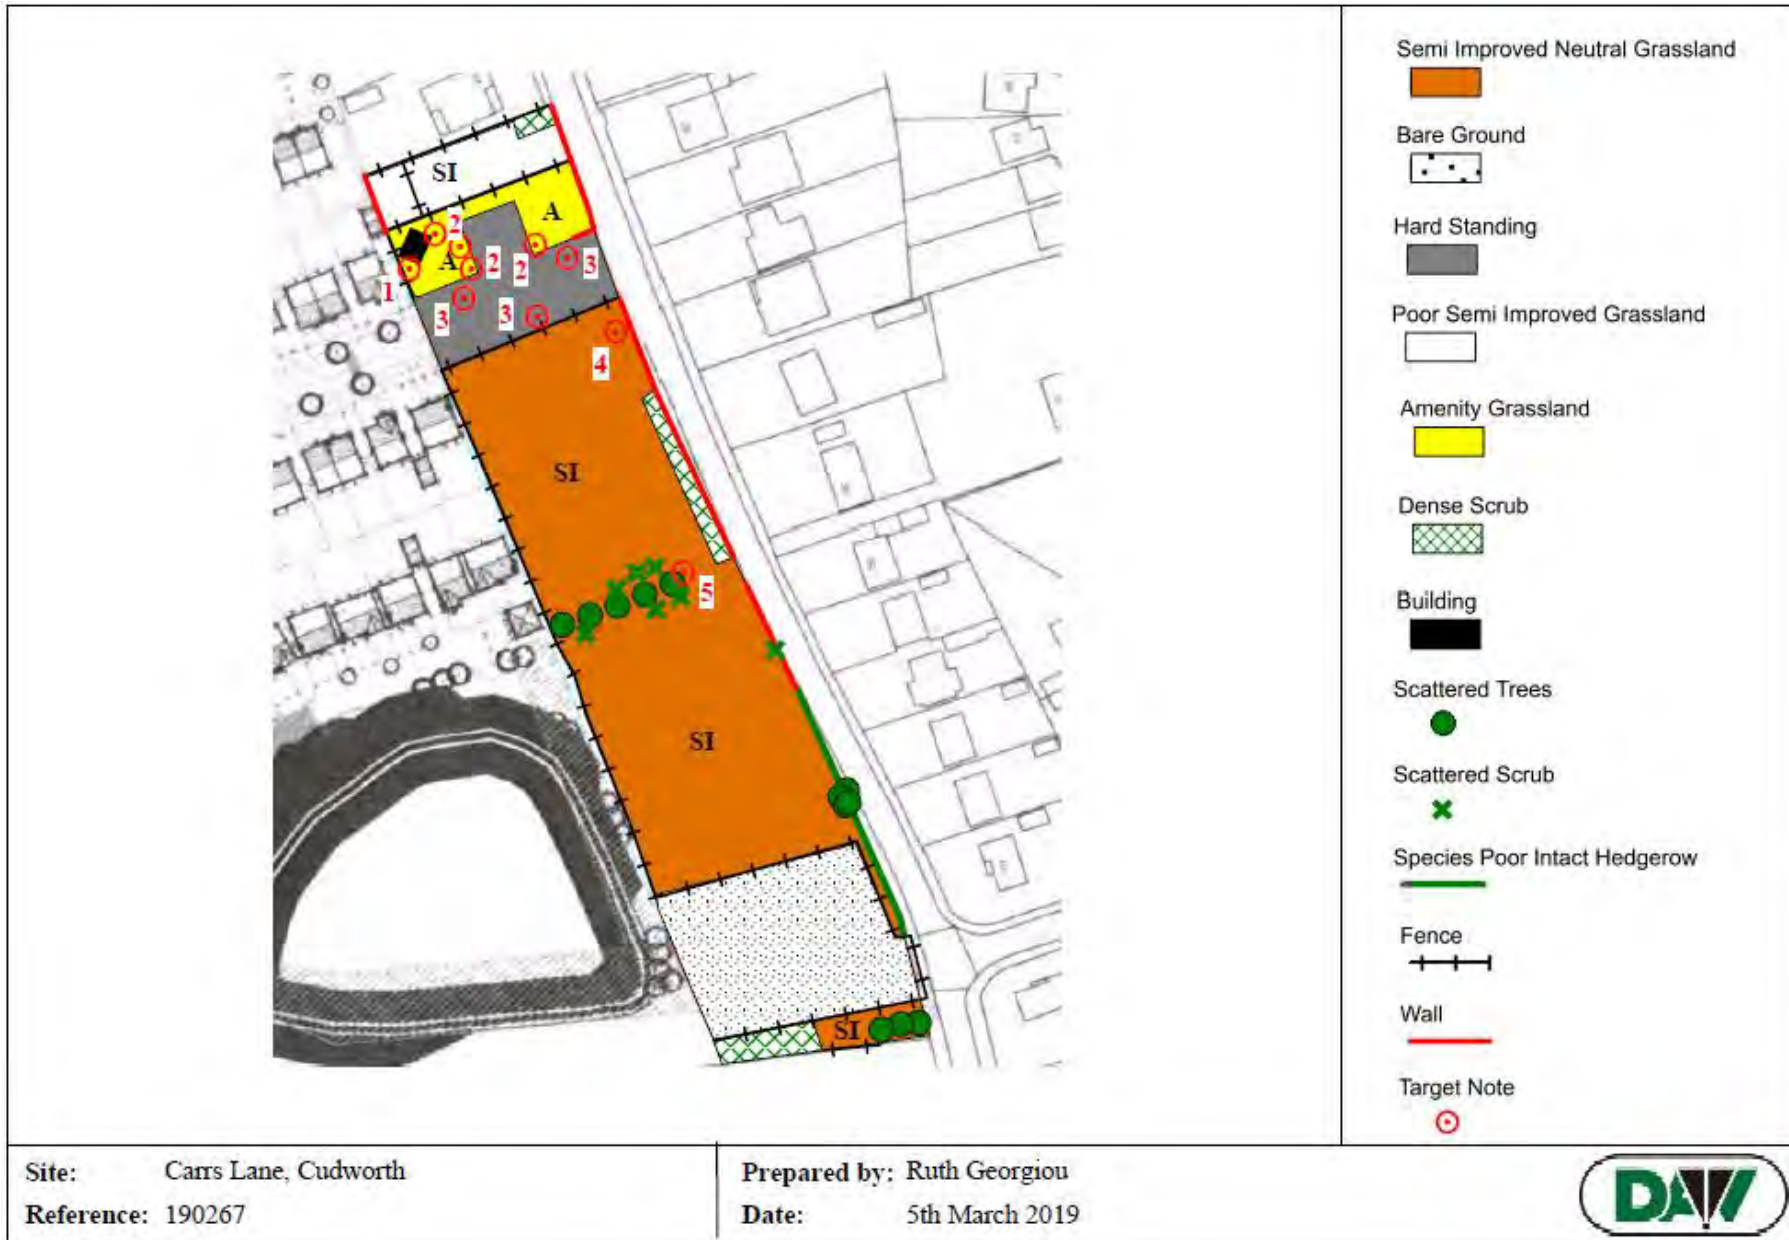 Semi Improved Neutral Grassland
Bare Ground
Hard Standing
Poor Semi Improved Grassland
Amenity Grassland
Dense Scrub
Building
Scattered Trees
Scattered Scrub
Species Poor Intact Hedgerow
Fence
Wall
Target Note
SI
A
2
A
2
2
3
1
3
3
4
SI
5
SI
SI
Site: Carrs Lane, Cudworth
Reference: 190267
Prepared by: Ruth Georgiou
Date: 5th March 2019
DAW